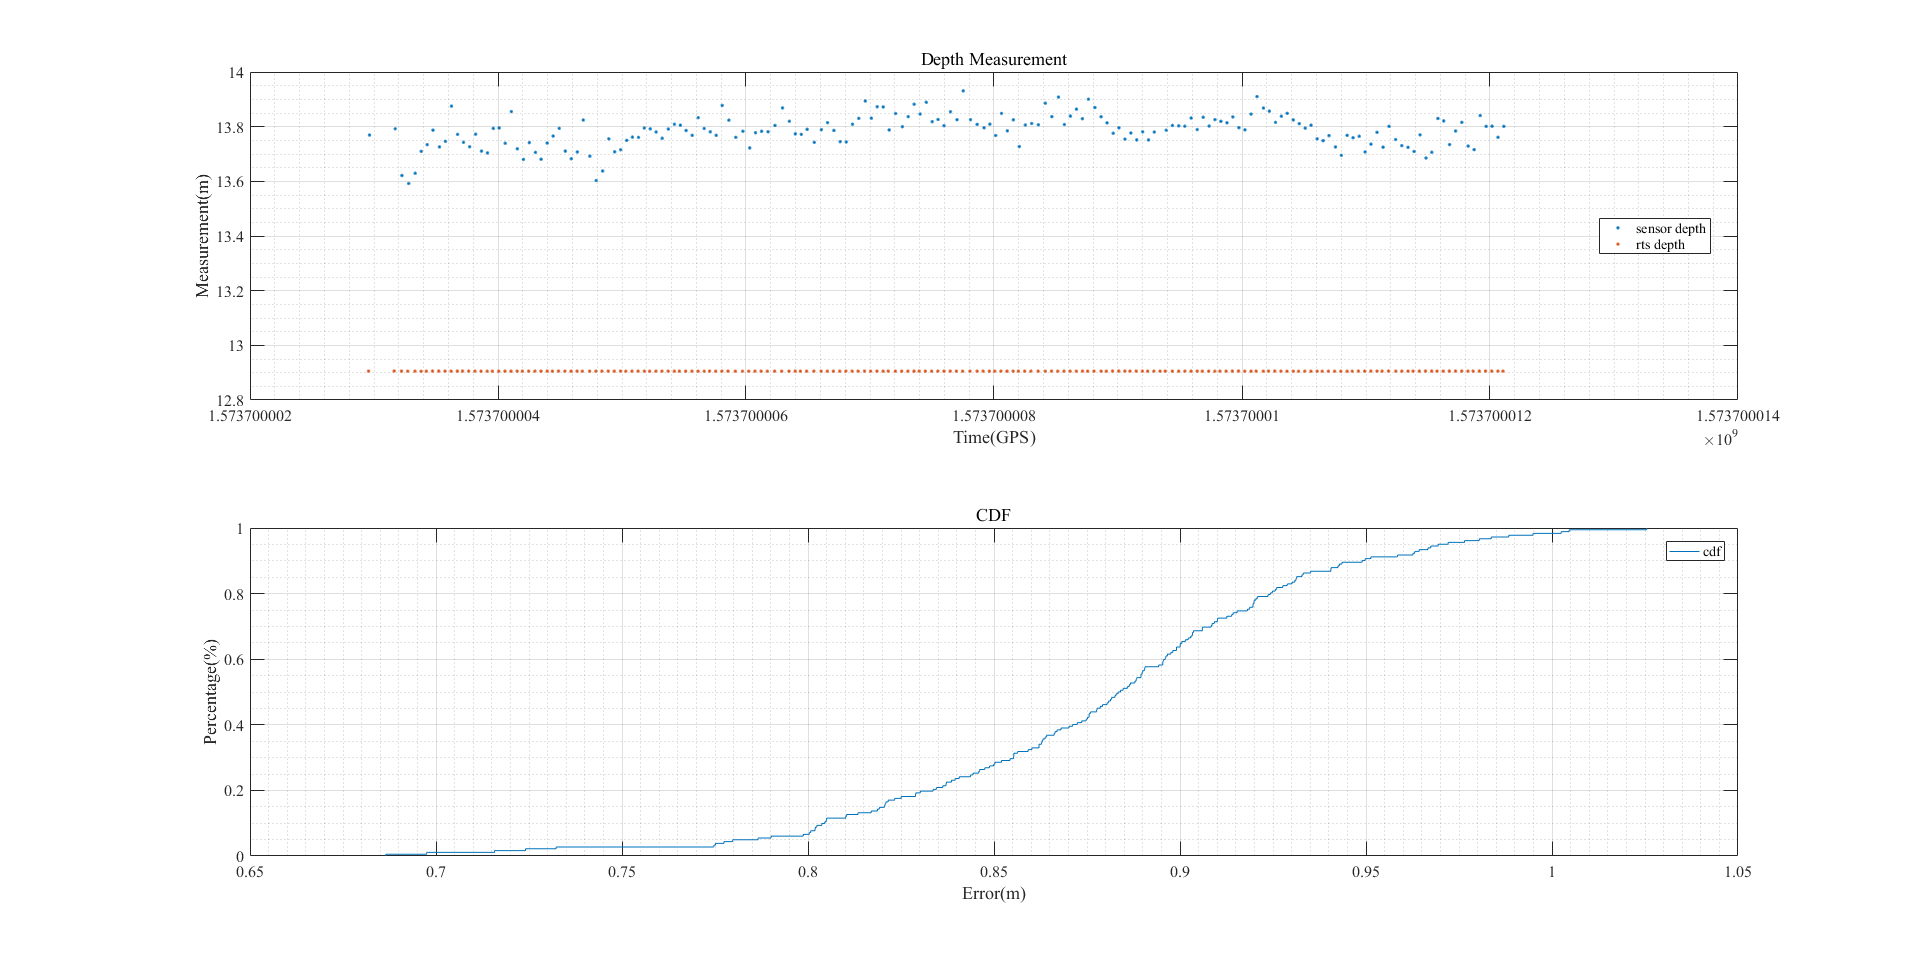 Depth Measurement
14
13.8
13.6
13.4
13.2
13
12.8
Measurement(m)
sensor depth
rts depth
1.573700002 1.573700004 1.573700006 1.573700008 1.57370001 1.573700012 1.573700014
Time(GPS)
×10⁹
CDF
1
0.8
0.6
0.4
0.2
0
Percentage(%)
cdf
0.65 0.7 0.75 0.8 0.85 0.9 0.95 1 1.05
Error(m)